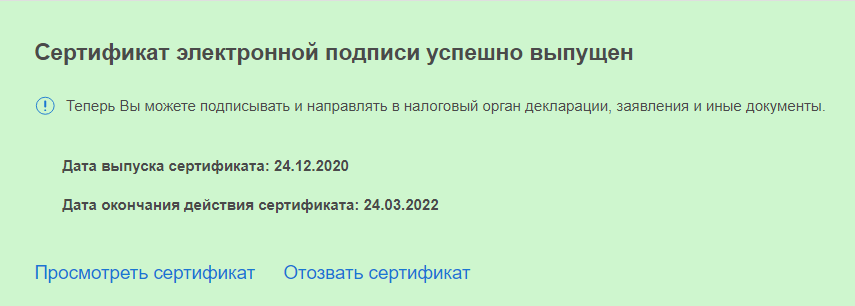 Сертификат электронной подписи успешно выпущен
Теперь Вы можете подписывать и направлять в налоговый орган декларации, заявления и иные документы.
Дата выпуска сертификата: 24.12.2020
Дата окончания действия сертификата: 24.03.2022
Просмотреть сертификат Отозвать сертификат